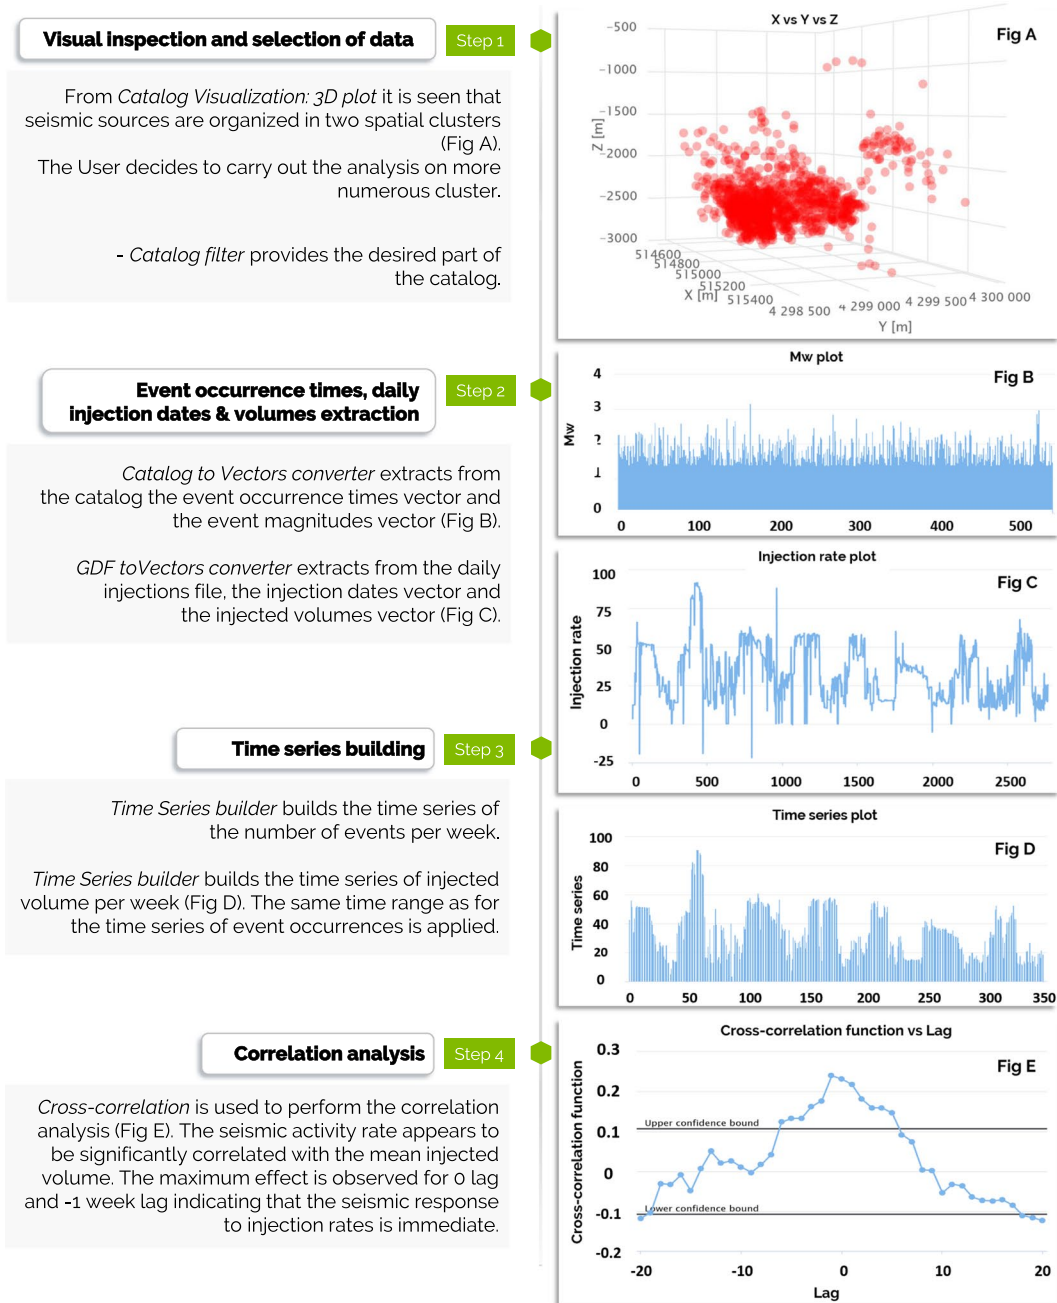 Visual inspection and selection of data
Step 1
From Catalog Visualization: 3D plot it is seen that
seismic sources are organized in two spatial clusters
(Fig A).
The User decides to carry out the analysis on more
numerous cluster.
- Catalog filter provides the desired part of
the catalog.
X vs Y vs Z
Fig A
-500
-1000
-1500
-2000
-2500
-3000
Z [m]
514600
514800
515000
515200
515400
X [m]
4 298 500
4 299 000
4 299 500
4 300 000
Y [m]
Event occurrence times, daily
injection dates & volumes extraction
Step 2
Catalog to Vectors converter extracts from
the catalog the event occurrence times vector and
the event magnitudes vector (Fig B).
GDF toVectors converter extracts from the daily
injections file, the injection dates vector and
the injected volumes vector (Fig C).
Mw plot
Fig B
4
3
2
1
0
Mw
0 100 200 300 400 500
Injection rate plot
Fig C
100
75
50
25
0
-25
Injection rate
0 500 1000 1500 2000 2500
Time series building
Step 3
Time Series builder builds the time series of
the number of events per week.
Time Series builder builds the time series of injected
volume per week (Fig D). The same time range as for
the time series of event occurrences is applied.
Time series plot
Fig D
100
80
60
40
20
0
Time series
0 50 100 150 200 250 300 350
Correlation analysis
Step 4
Cross-correlation is used to perform the correlation
analysis (Fig E). The seismic activity rate appears to
be significantly correlated with the mean injected
volume. The maximum effect is observed for 0 lag
and -1 week lag indicating that the seismic response
to injection rates is immediate.
Cross-correlation function vs Lag
Fig E
0.3
0.2
0.1
0
-0.1
-0.2
Cross-correlation function
Upper confidence bound
Lower confidence bound
-20 -10 0 10 20
Lag